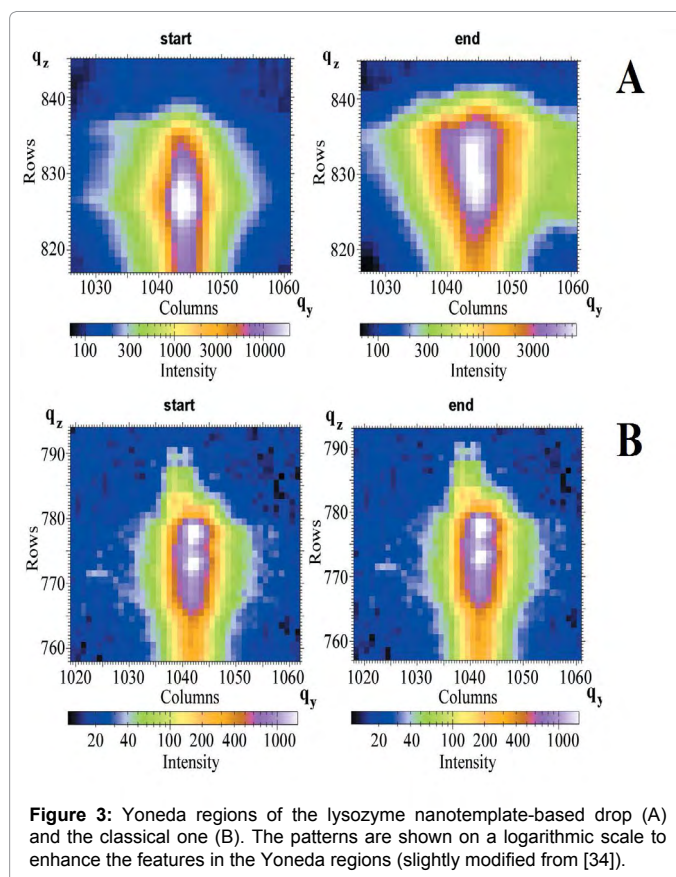 start end
q_z q_z A
840 840
Rows 830 Rows 830
820 820
1030 1040 1050 1060 1030 1040 1050 1060
Columns q_y Columns q_y
100 300 1000 3000 10000 100 300 1000 3000
Intensity Intensity
start end
q_z q_z B
790 790
780 780
Rows 770 Rows 770
760 760
1020 1030 1040 1050 1060 1020 1030 1040 1050 1060
Columns q_y Columns q_y
20 40 100 200 400 1000 20 40 100 200 400 1000
Intensity Intensity
Figure 3: Yoneda regions of the lysozyme nanotemplate-based drop (A)
and the classical one (B). The patterns are shown on a logarithmic scale to
enhance the features in the Yoneda regions (slightly modified from [34]).